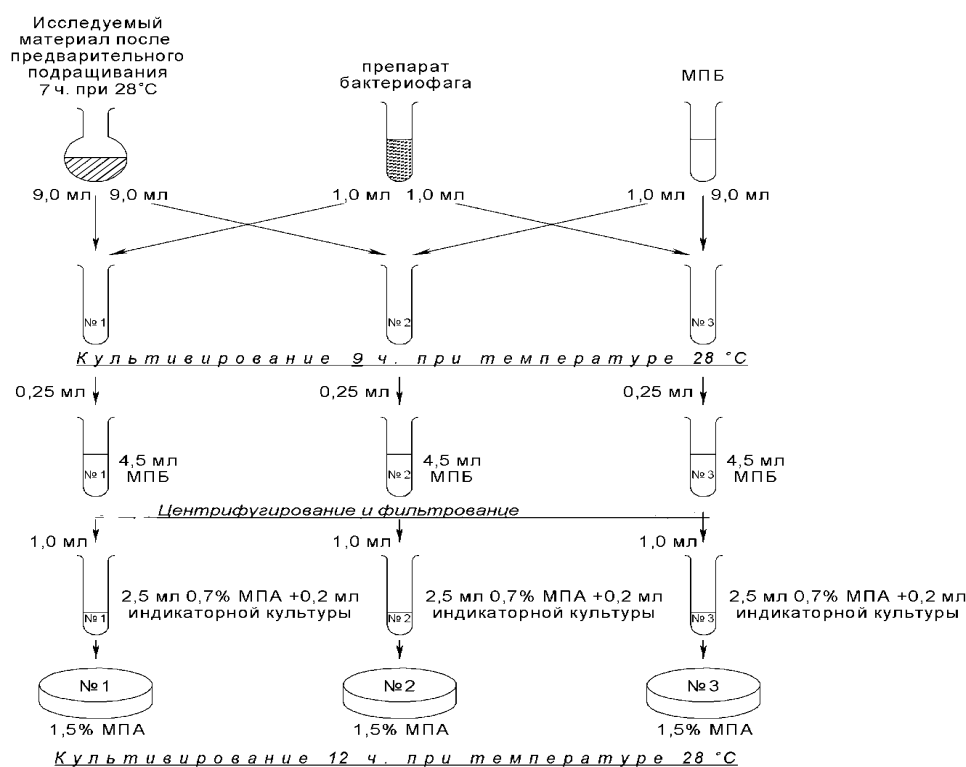 Исследуемый
материал после
предварительного
подращивания
7 ч. при 28°С
препарат
бактериофага
МПБ
9,0 мл 9,0 мл 1,0 мл 1,0 мл 1,0 мл 9,0 мл
№1 №2 №3
Культивирование 9 ч. при температуре 28 °С
0,25 мл 0,25 мл 0,25 мл
№1 4,5 мл №2 4,5 мл №3 4,5 мл
МПБ МПБ МПБ
Центрифугирование и фильтрование
1,0 мл 1,0 мл 1,0 мл
2,5 мл 0,7% МПА +0,2 мл 2,5 мл 0,7% МПА +0,2 мл 2,5 мл 0,7% МПА +0,2 мл
№1 индикаторной культуры №2 индикаторной культуры №3 индикаторной культуры
№1 №2 №3
1,5% МПА 1,5% МПА 1,5% МПА
Культивирование 12 ч. при температуре 28 °С